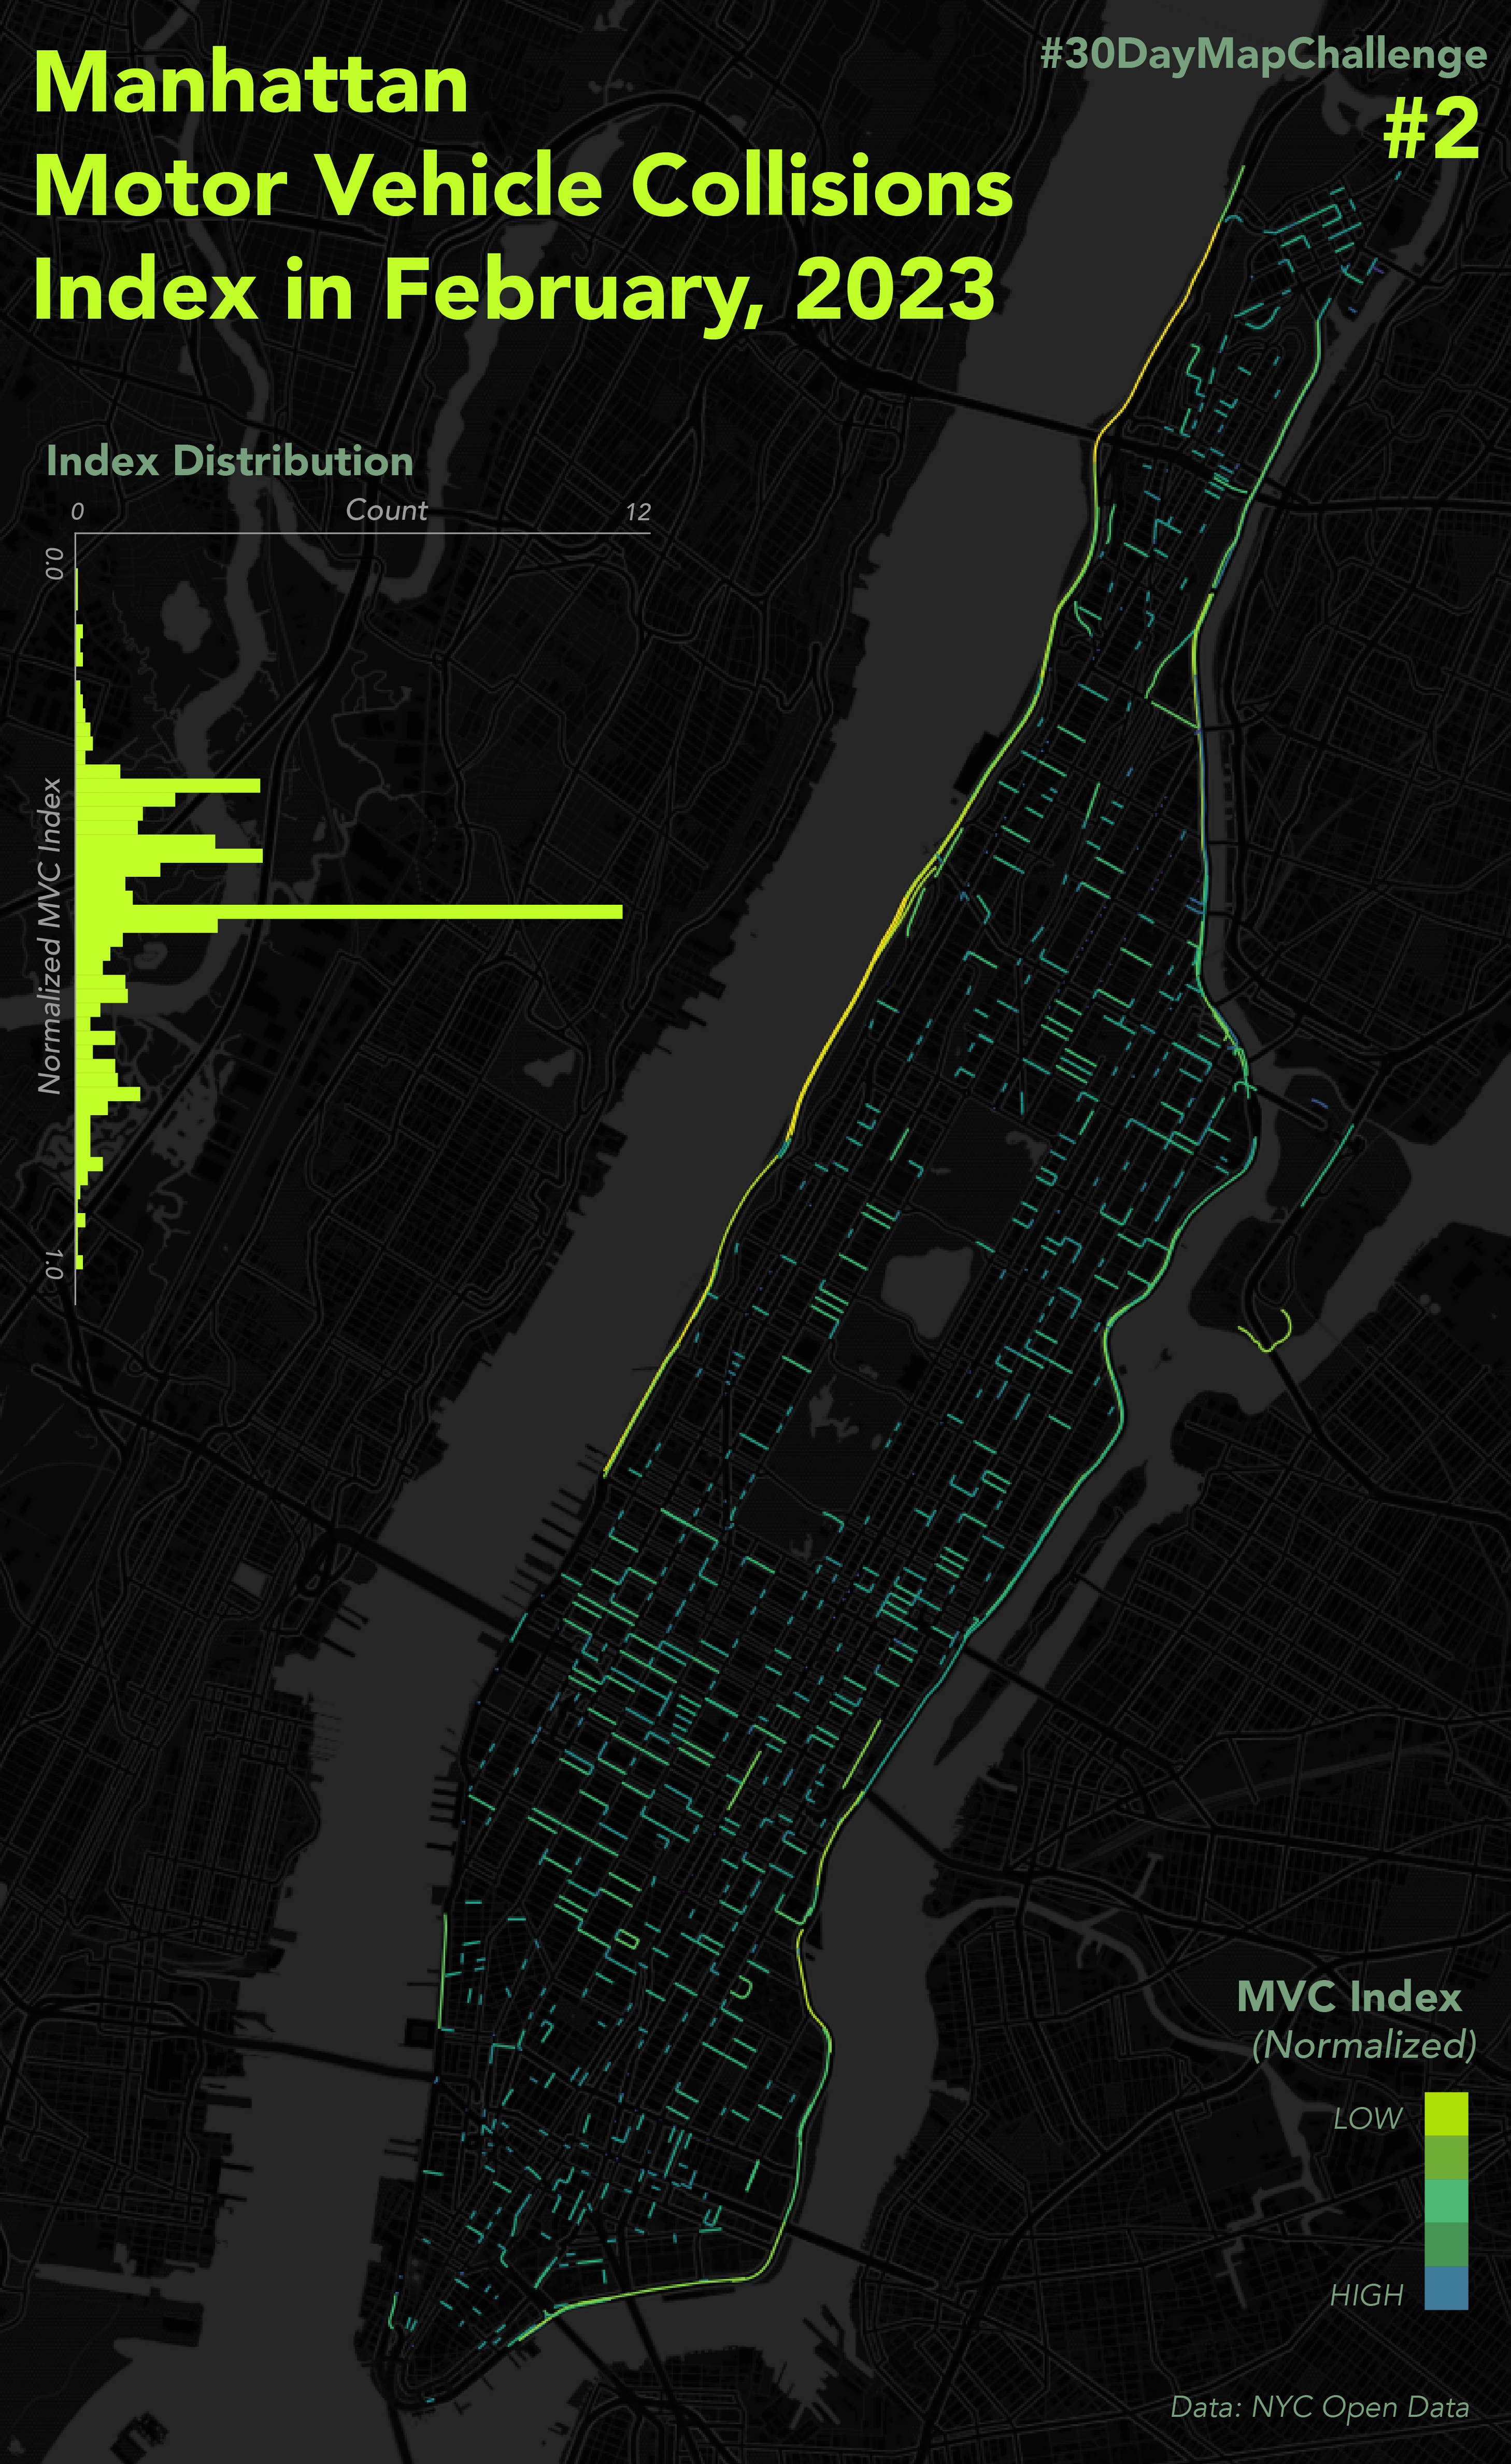 Manhattan
Motor Vehicle Collisions
Index in February, 2023
#30DayMapChallenge
#2
Index Distribution
0
Count
12
0.0
Normalized MVC Index
1.0
MVC Index
(Normalized)
LOW
HIGH
Data: NYC Open Data